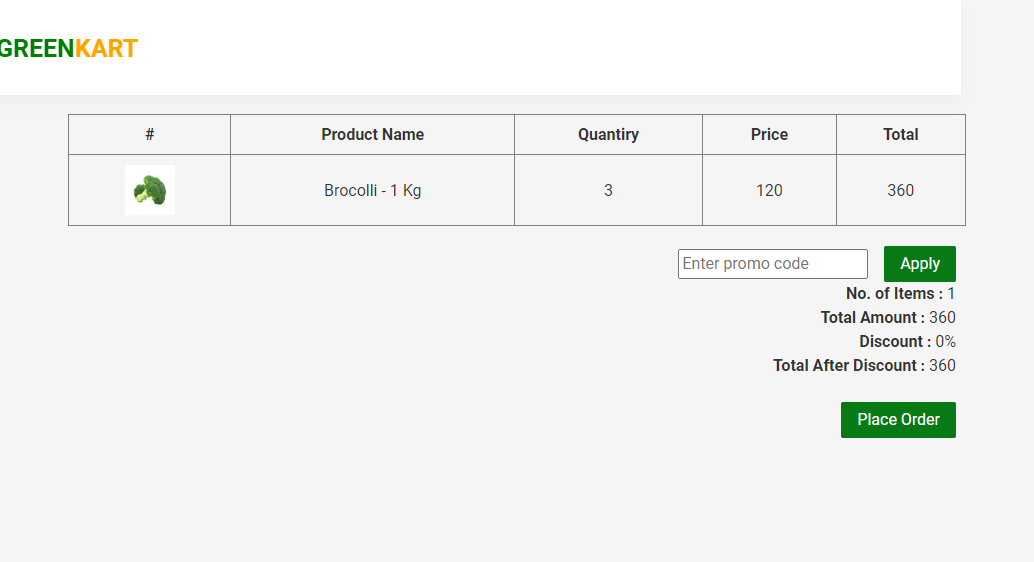 GREENKART
# Product Name Quantiry Price Total
Brocolli - 1 Kg 3 120 360
Enter promo code Apply
No. of Items : 1
Total Amount : 360
Discount : 0%
Total After Discount : 360
Place Order